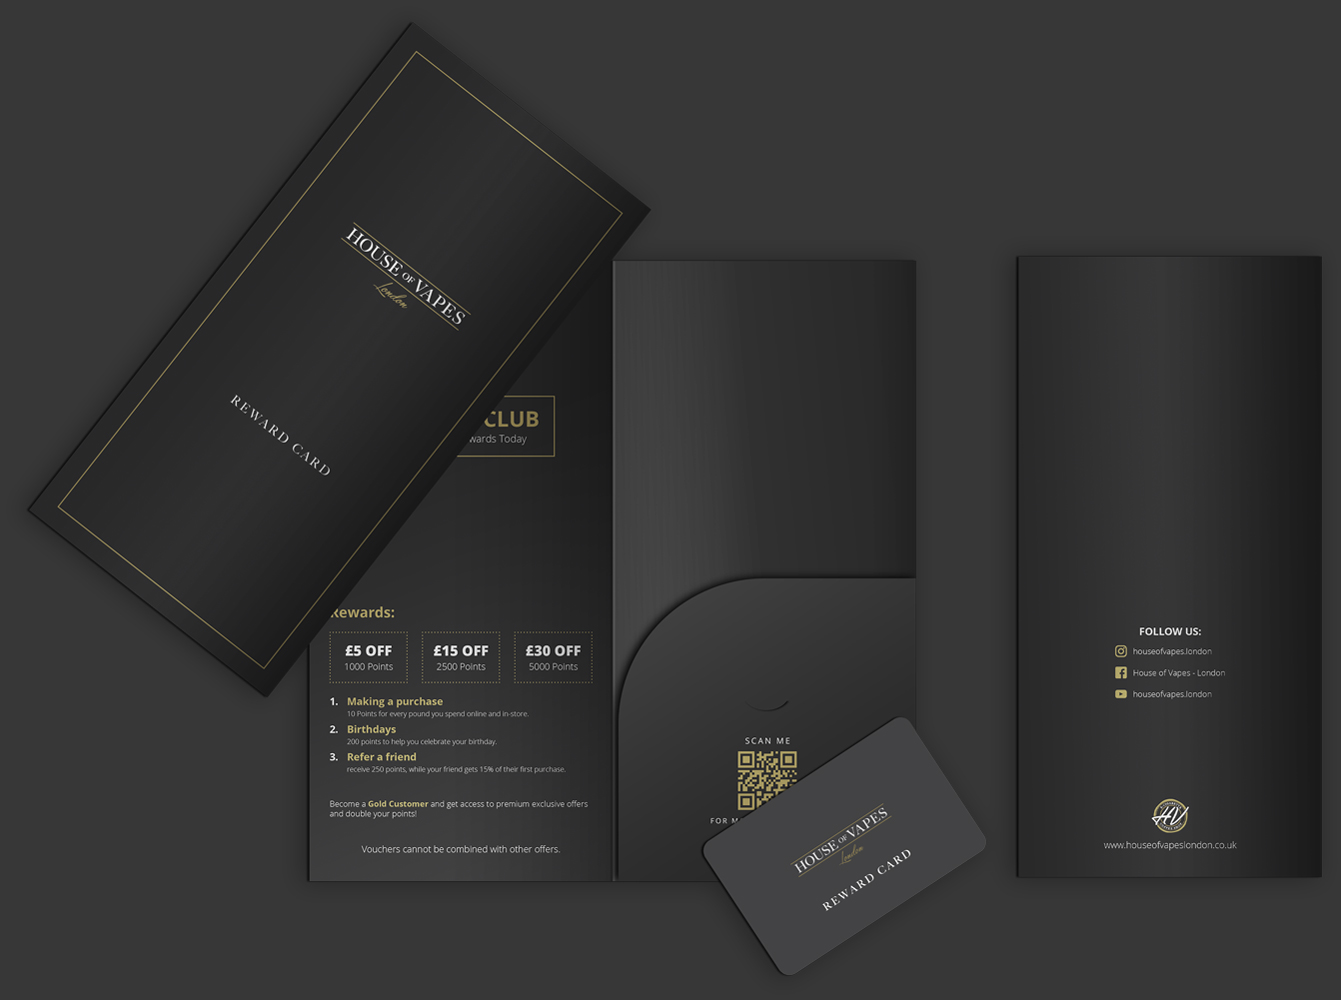 HOUSE OF VAPES
London
REWARD CARD
CLUB
wards Today
Rewards:
£5 OFF
1000 Points
£15 OFF
2500 Points
£30 OFF
5000 Points
1. Making a purchase
10 Points for every pound you spend online and in-store.
2. Birthdays
200 points to help you celebrate your birthday.
3. Refer a friend
receive 250 points, while your friend gets 15% of their first purchase.
Become a Gold Customer and get access to premium exclusive offers
and double your points!
Vouchers cannot be combined with other offers.
SCAN ME
FOR M
HOUSE OF VAPES
London
REWARD CARD
FOLLOW US:
houseofvapes.london
House of Vapes - London
houseofvapes.london
HV
www.houseofvapeslondon.co.uk